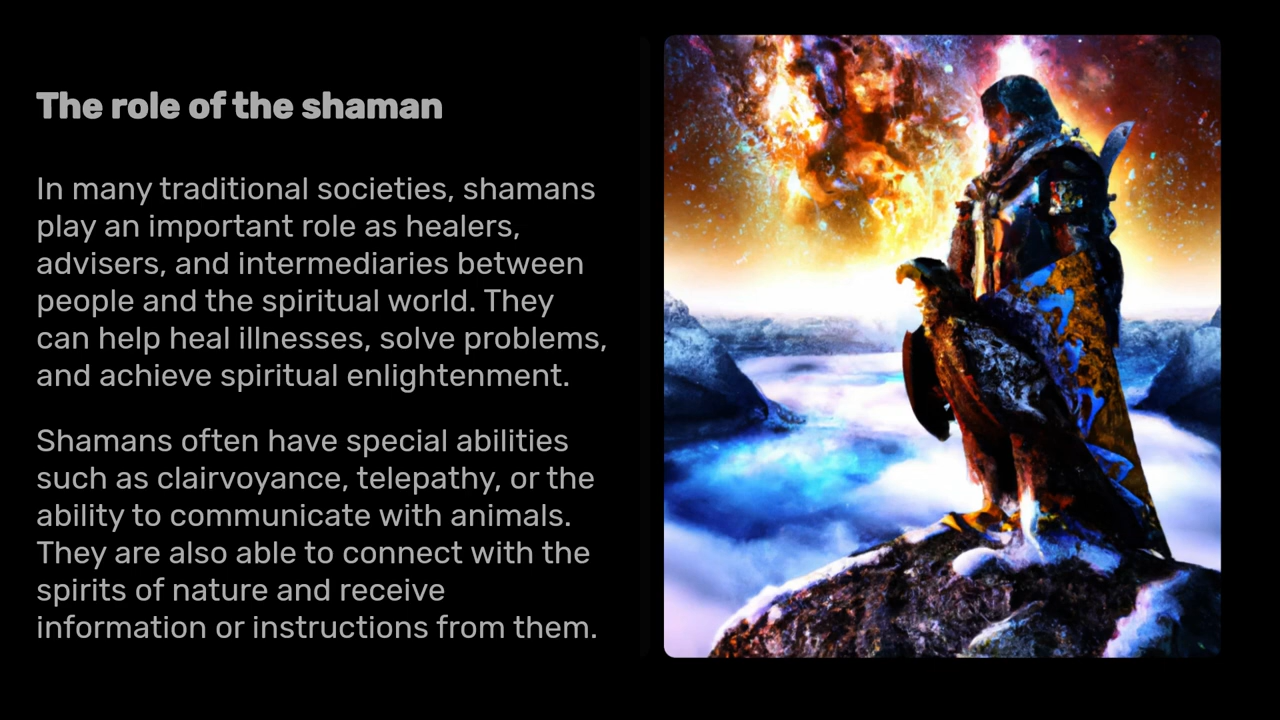 The role of the shaman
In many traditional societies, shamans
play an important role as healers,
advisers, and intermediaries between
people and the spiritual world. They
can help heal illnesses, solve problems,
and achieve spiritual enlightenment.
Shamans often have special abilities
such as clairvoyance, telepathy, or the
ability to communicate with animals.
They are also able to connect with the
spirits of nature and receive
information or instructions from them.